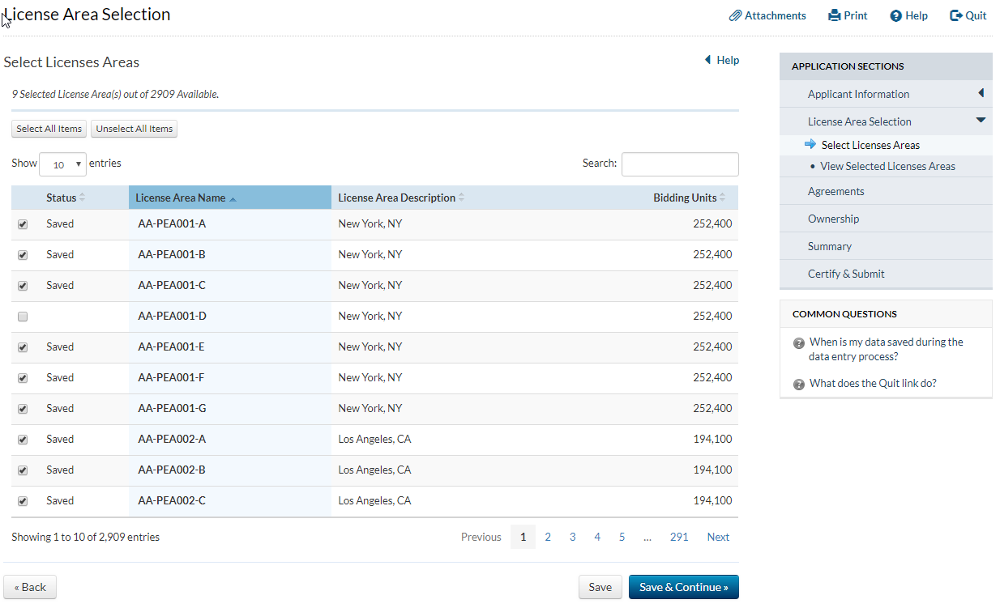 License Area Selection
Attachments Print Help Quit
Select Licenses Areas
Help
9 Selected License Area(s) out of 2909 Available.
Select All Items Unselect All Items
Show 10 entries Search:
Status License Area Name License Area Description Bidding Units
Saved AA-PEA001-A New York, NY 252,400
Saved AA-PEA001-B New York, NY 252,400
Saved AA-PEA001-C New York, NY 252,400
AA-PEA001-D New York, NY 252,400
Saved AA-PEA001-E New York, NY 252,400
Saved AA-PEA001-F New York, NY 252,400
Saved AA-PEA001-G New York, NY 252,400
Saved AA-PEA002-A Los Angeles, CA 194,100
Saved AA-PEA002-B Los Angeles, CA 194,100
Saved AA-PEA002-C Los Angeles, CA 194,100
Showing 1 to 10 of 2,909 entries Previous 1 2 3 4 5 ... 291 Next
« Back Save Save & Continue »
APPLICATION SECTIONS
Applicant Information
License Area Selection
Select Licenses Areas
• View Selected Licenses Areas
Agreements
Ownership
Summary
Certify & Submit
COMMON QUESTIONS
? When is my data saved during the
data entry process?
? What does the Quit link do?